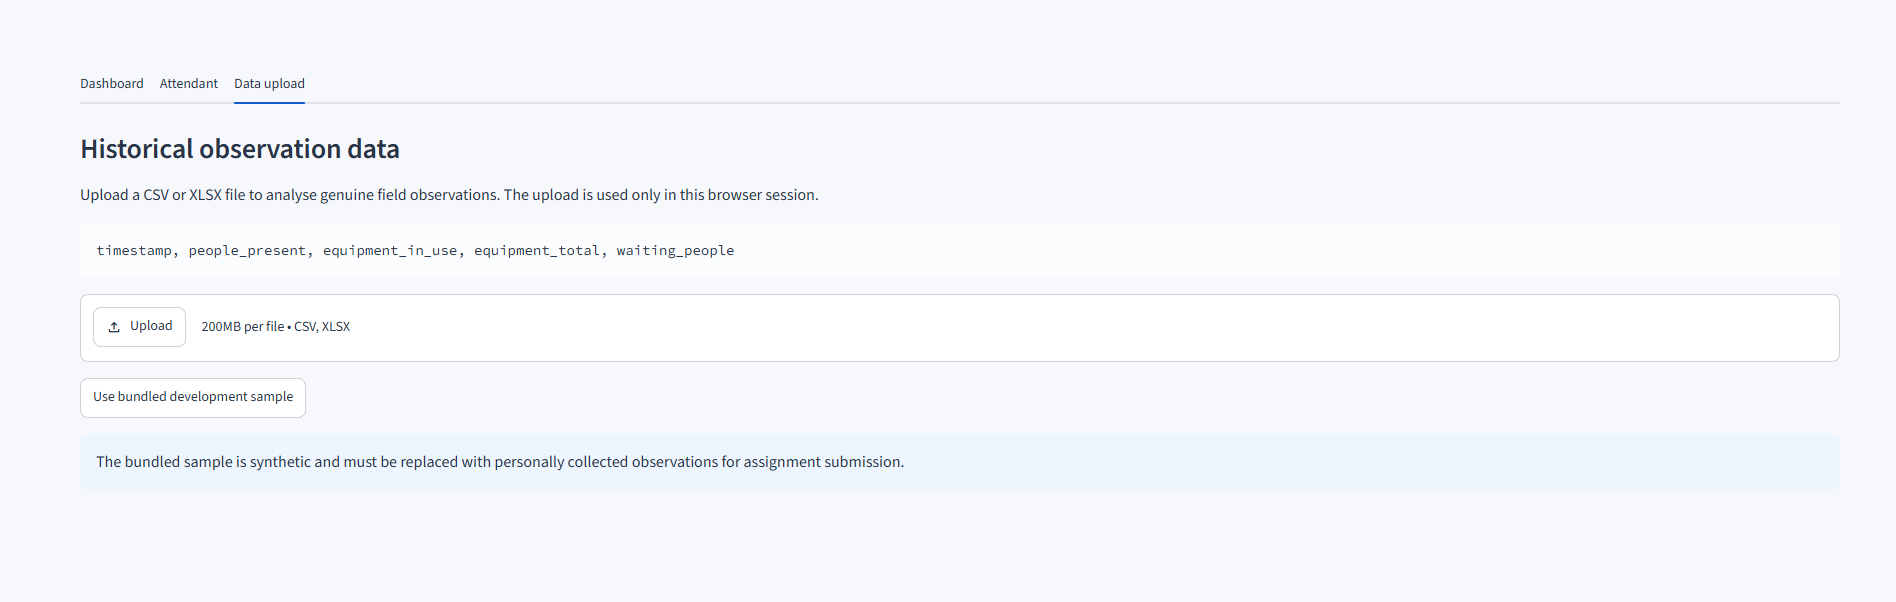 Dashboard Attendant Data upload
Historical observation data
Upload a CSV or XLSX file to analyse genuine field observations. The upload is used only in this browser session.
timestamp, people_present, equipment_in_use, equipment_total, waiting_people
Upload 200MB per file • CSV, XLSX
Use bundled development sample
The bundled sample is synthetic and must be replaced with personally collected observations for assignment submission.